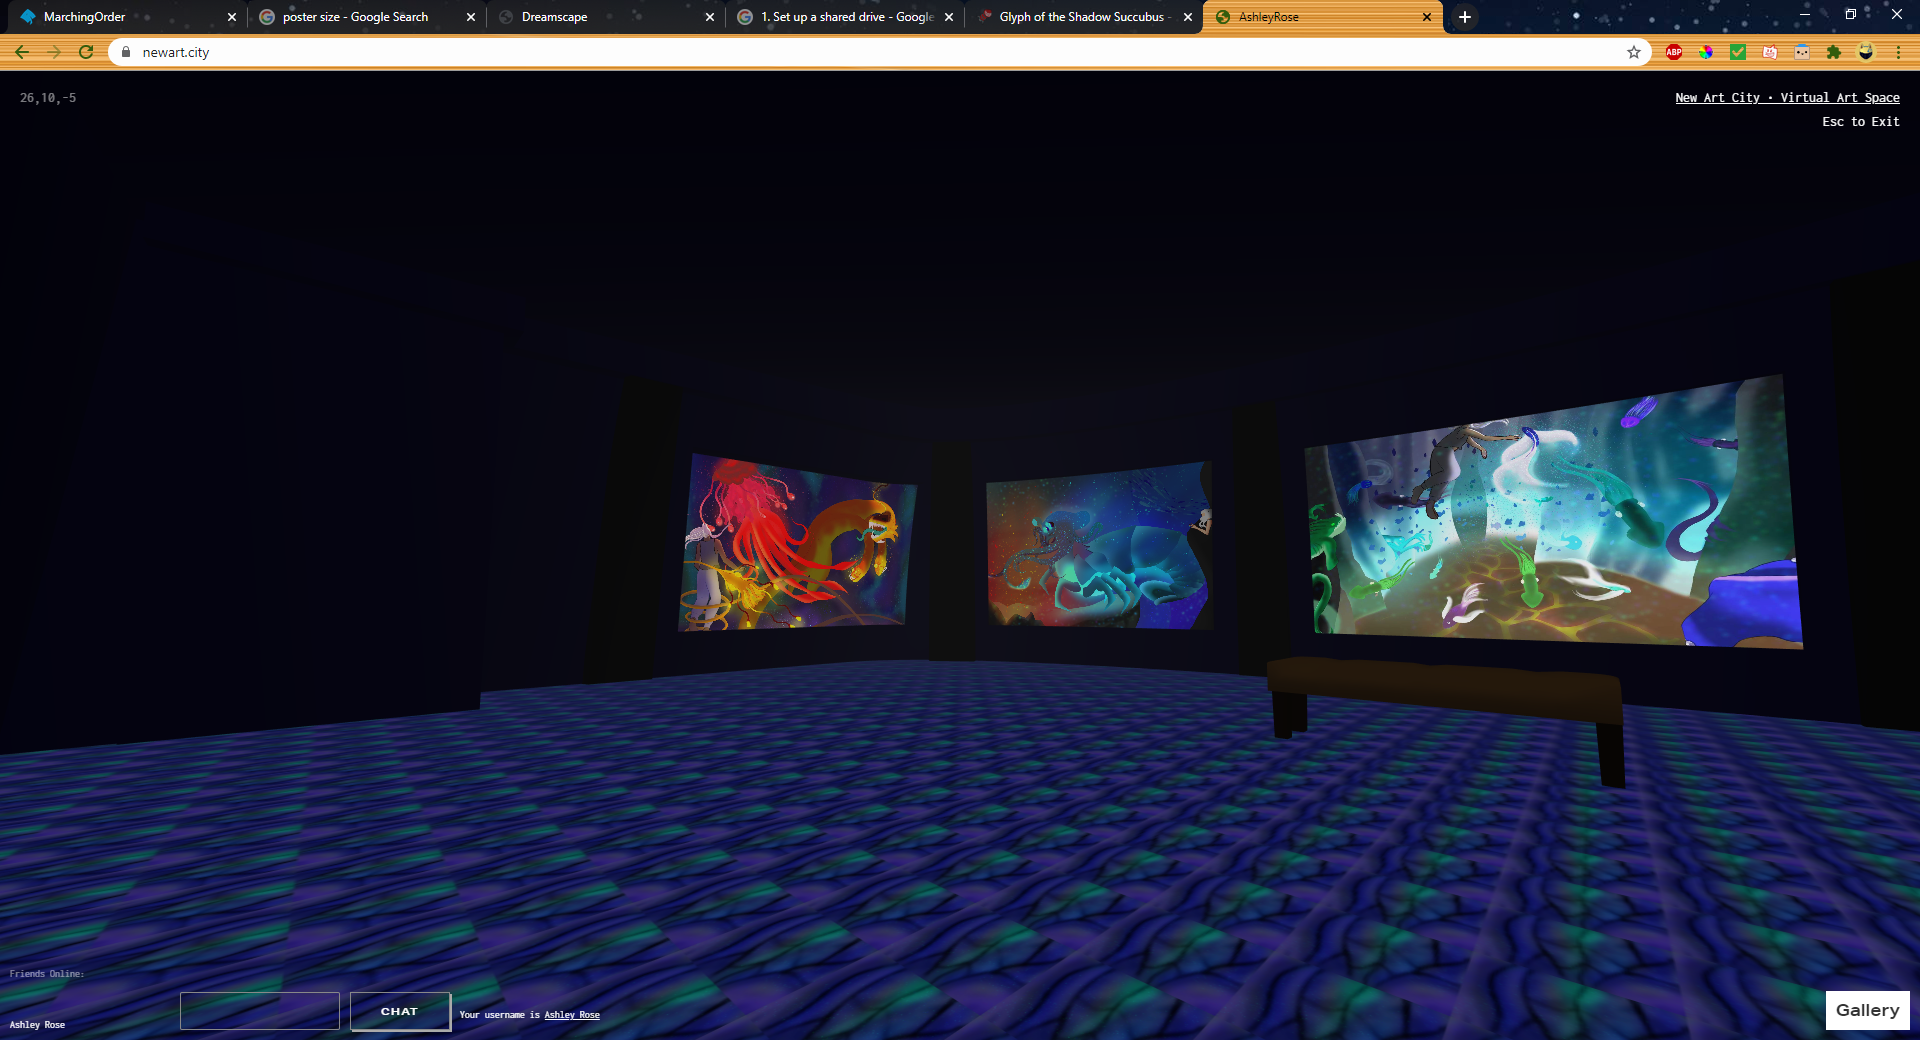 MarchingOrder
poster size - Google Search
Dreamscape
1. Set up a shared drive - Google
Glyph of the Shadow Succubus -
AshleyRose
newart.city
ABP
26,10,-5
New Art City · Virtual Art Space
Esc to Exit
Friends Online:
Ashley Rose
CHAT
Your username is Ashley Rose
Gallery